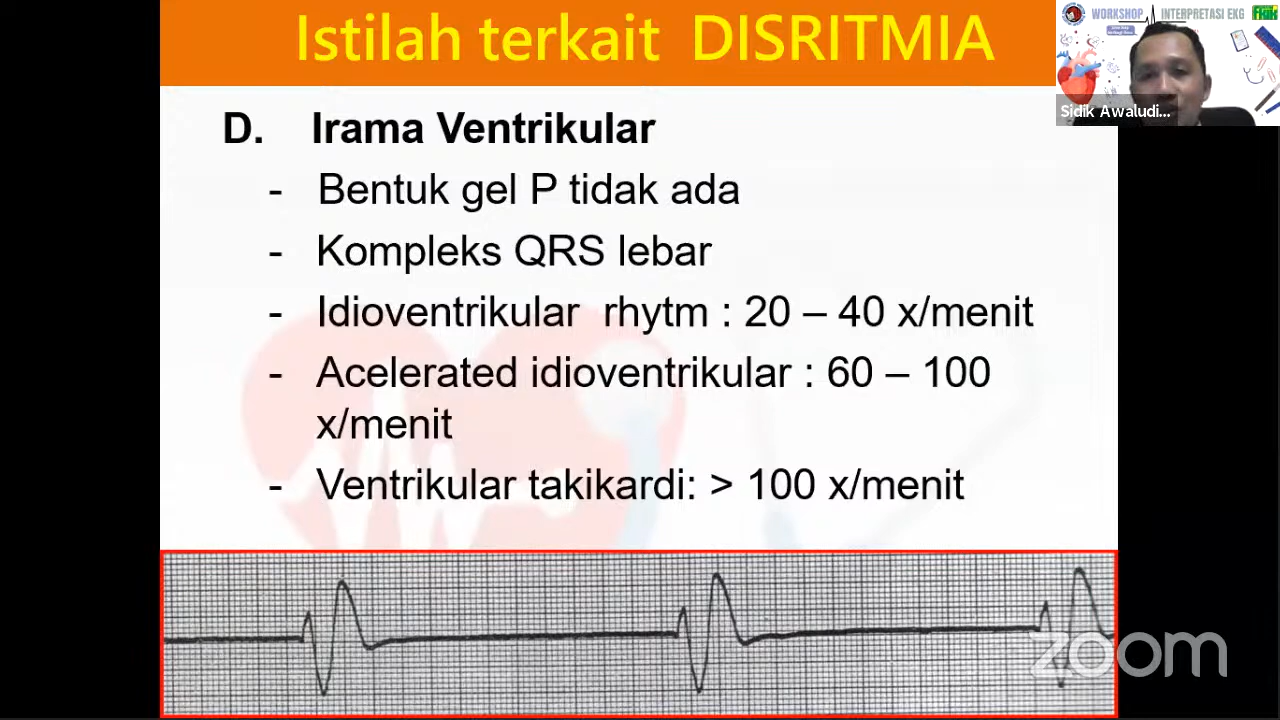 Istilah terkait DISRITMIA
WORKSHOP INTERPRETASI EKG
fkik
Sidik Awaludi...
D. Irama Ventrikular
- Bentuk gel P tidak ada
- Kompleks QRS lebar
- Idioventrikular rhytm : 20 – 40 x/menit
- Acelerated idioventrikular : 60 – 100
x/menit
- Ventrikular takikardi: > 100 x/menit
zoom